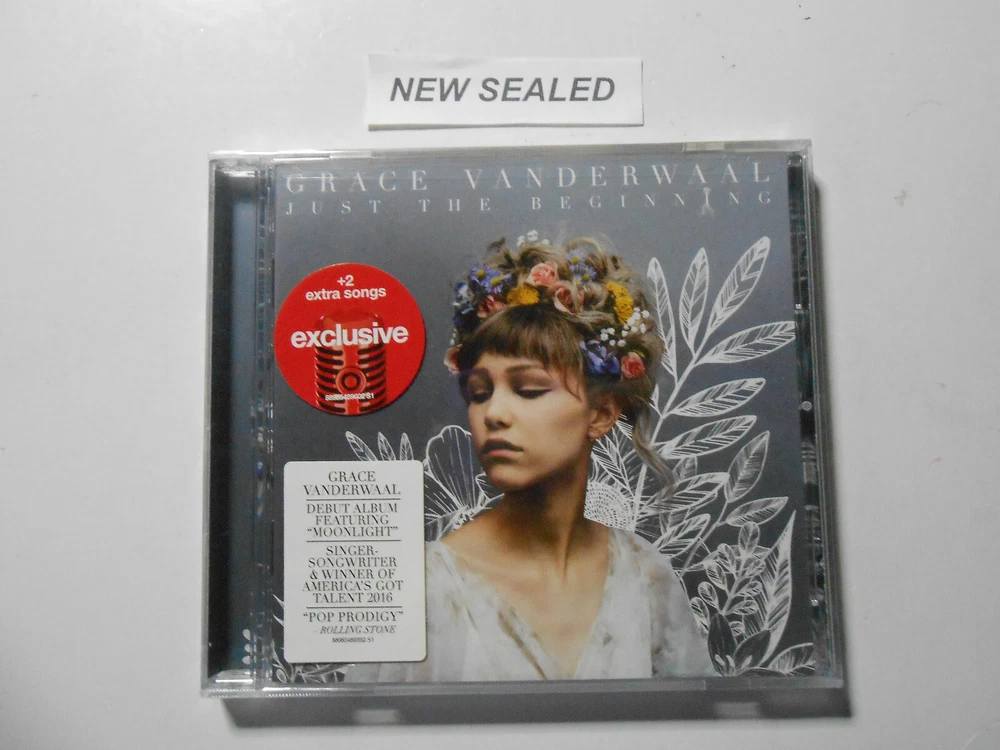 NEW SEALED
GRACE VANDERWAAL
JUST THE BEGINNING
+2
extra songs
exclusive
GRACE
VANDERWAAL
DEBUT ALBUM
FEATURING
“MOONLIGHT”
SINGER-
SONGWRITER
& WINNER OF
AMERICA'S GOT
TALENT 2016
“POP PRODIGY”
– ROLLING STONE